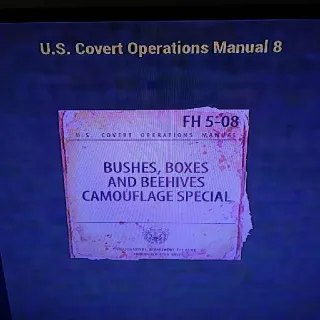 U.S. Covert Operations Manual 8
FH 5-08
U.S. COVERT OPERATIONS MANUAL
BUSHES, BOXES
AND BEEHIVES
CAMOUFLAGE SPECIAL